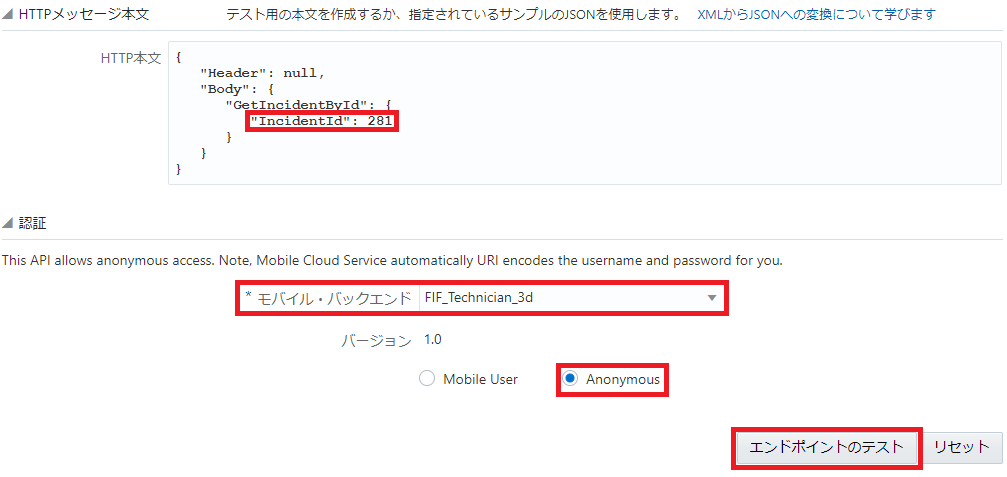 HTTPメッセージ本文 テスト用の本文を作成するか、指定されているサンプルのJSONを使用します。 XMLからJSONへの変換について学びます
HTTP本文
{
"Header": null,
"Body": {
"GetIncidentById": {
"IncidentId": 281
}
}
}
認証
This API allows anonymous access. Note, Mobile Cloud Service automatically URI encodes the username and password for you.
* モバイル・バックエンド FIF_Technician_3d
バージョン 1.0
Mobile User Anonymous
エンドポイントのテスト リセット